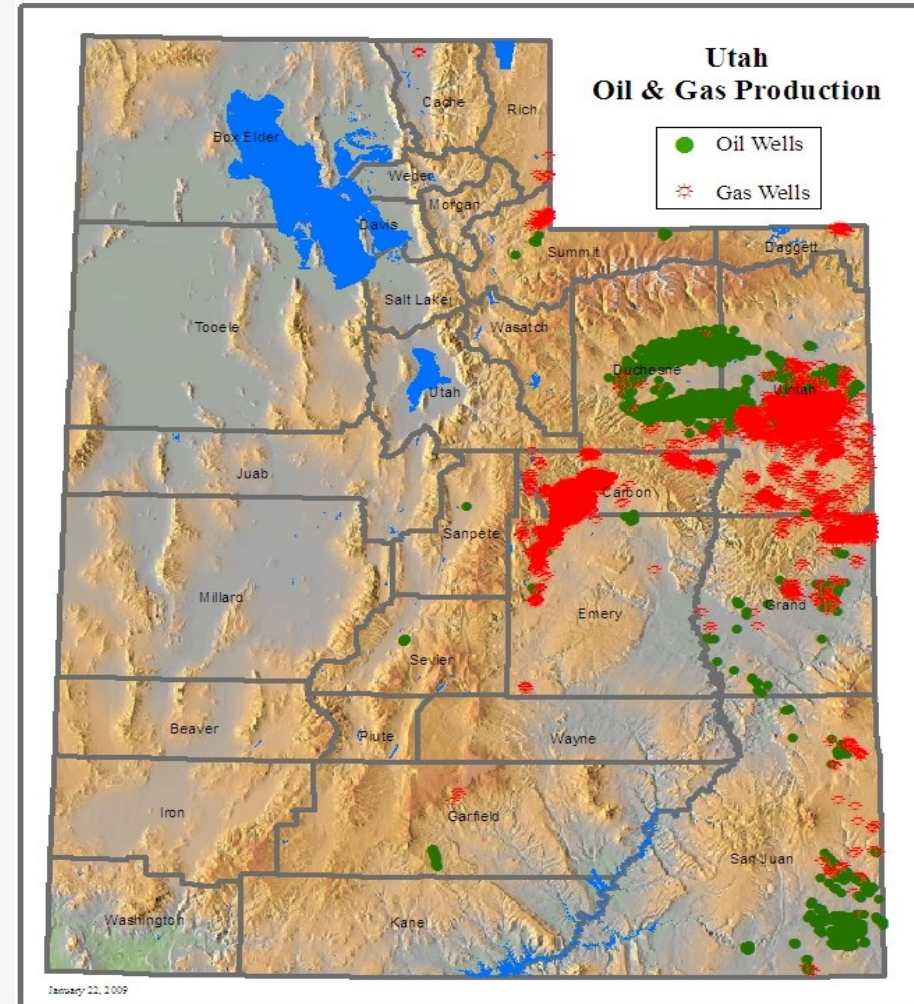 Utah
Oil & Gas Production
Oil Wells
Gas Wells
Cache
Rich
Box Elder
Weber
Morgan
Davis
Summit
Daggett
Salt Lake
Tooele
Wasatch
Duchesne
Uintah
Utah
Juab
Carbon
Sanpete
Millard
Emery
Grand
Sevier
Beaver
Piute
Wayne
Iron
Garfield
San Juan
Washington
Kane
January 22, 2009